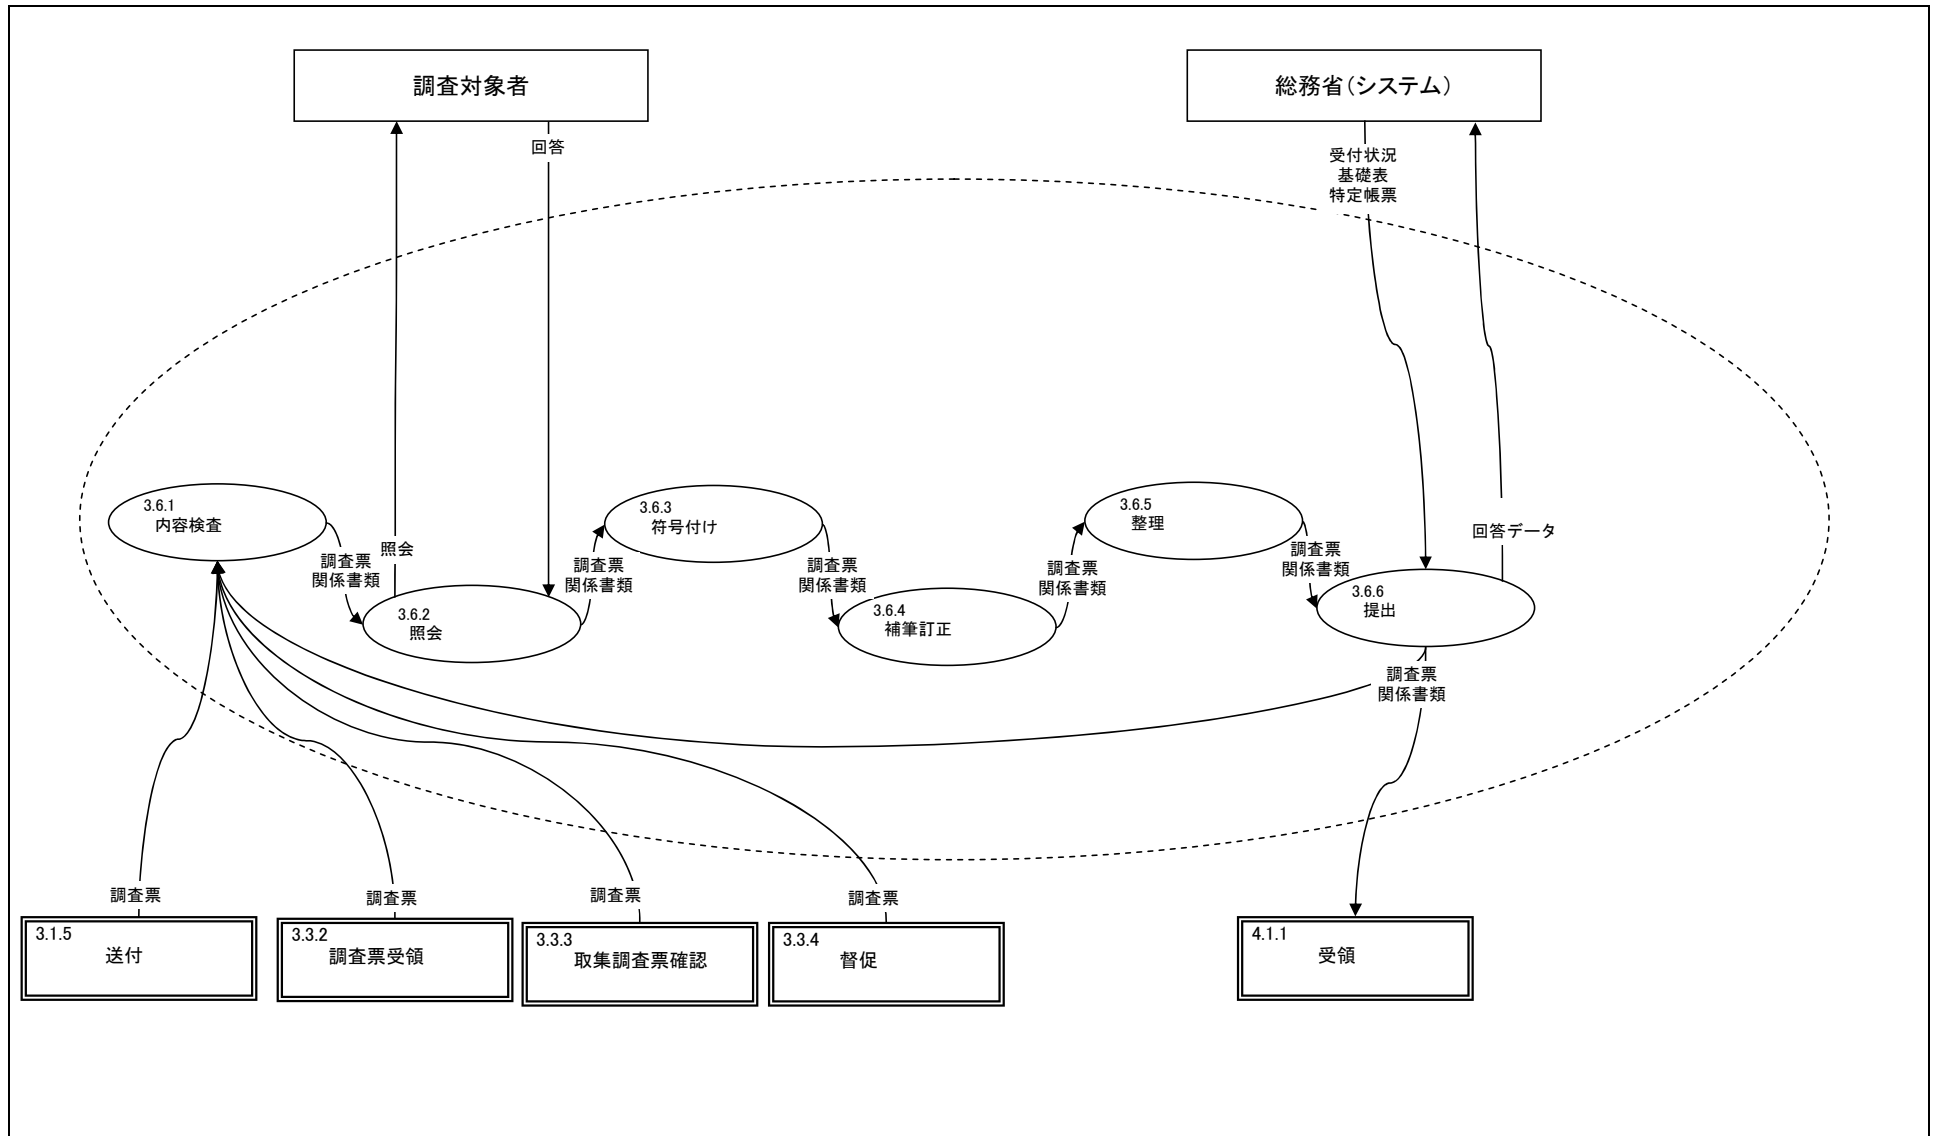 調査対象者
総務省（システム）
回答
受付状況
基礎表
特定帳票
3.6.1
内容検査
調査票
関係書類
照会
3.6.2
照会
調査票
関係書類
3.6.3
符号付け
調査票
関係書類
3.6.4
補筆訂正
調査票
関係書類
3.6.5
整理
調査票
関係書類
3.6.6
提出
回答データ
調査票
関係書類
調査票
調査票
調査票
調査票
3.1.5
送付
3.3.2
調査票受領
3.3.3
取集調査票確認
3.3.4
督促
4.1.1
受領